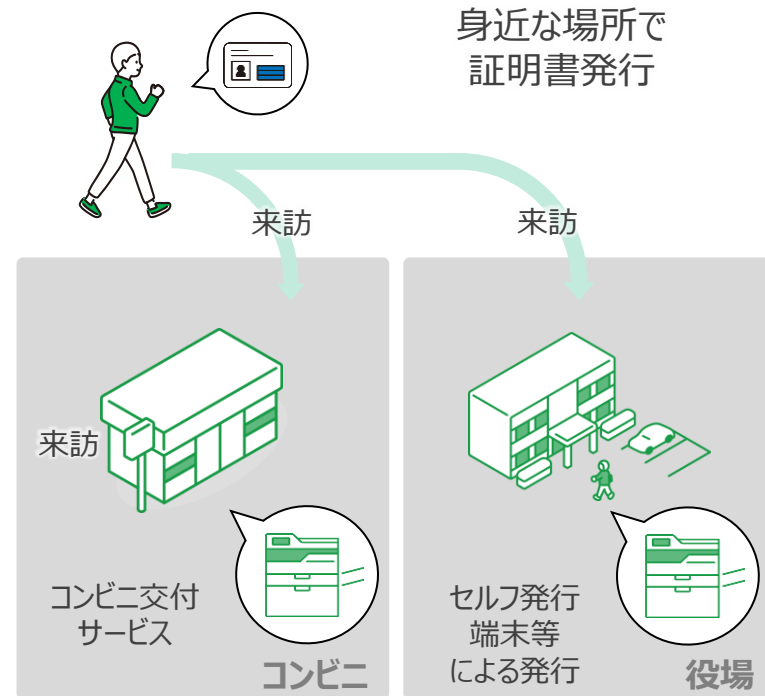 身近な場所で
証明書発行
来訪
来訪
来訪
コンビニ交付
サービス
コンビニ
セルフ発行
端末等
による発行
役場